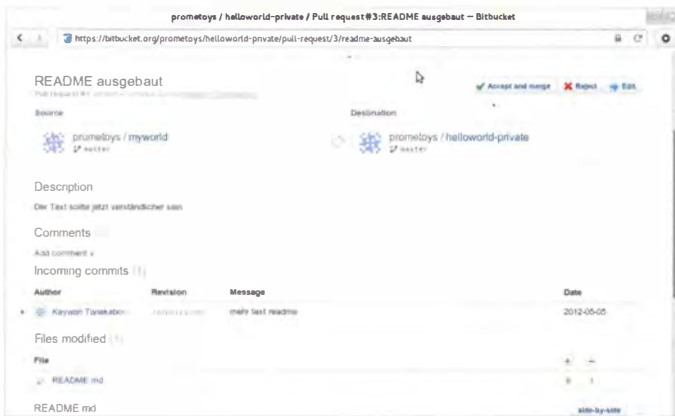 prometoys / helloworld-private / Pull request #3: README ausgebaut — Bitbucket
https://bitbucket.org/prometoys/helloworld-private/pull-request/3/readme-ausgebaut
README ausgebaut
Accept and merge Reject Edit
Source Destination
prometoys / myworld prometoys / helloworld-private
master master
Description
Der Text sollte jetzt verständlicher sein
Comments
Add comment
Incoming commits (1)
Author Revision Message Date
mehr text readme 2012-05-05
Files modified (1)
File + -
README md 1
README md side-by-side